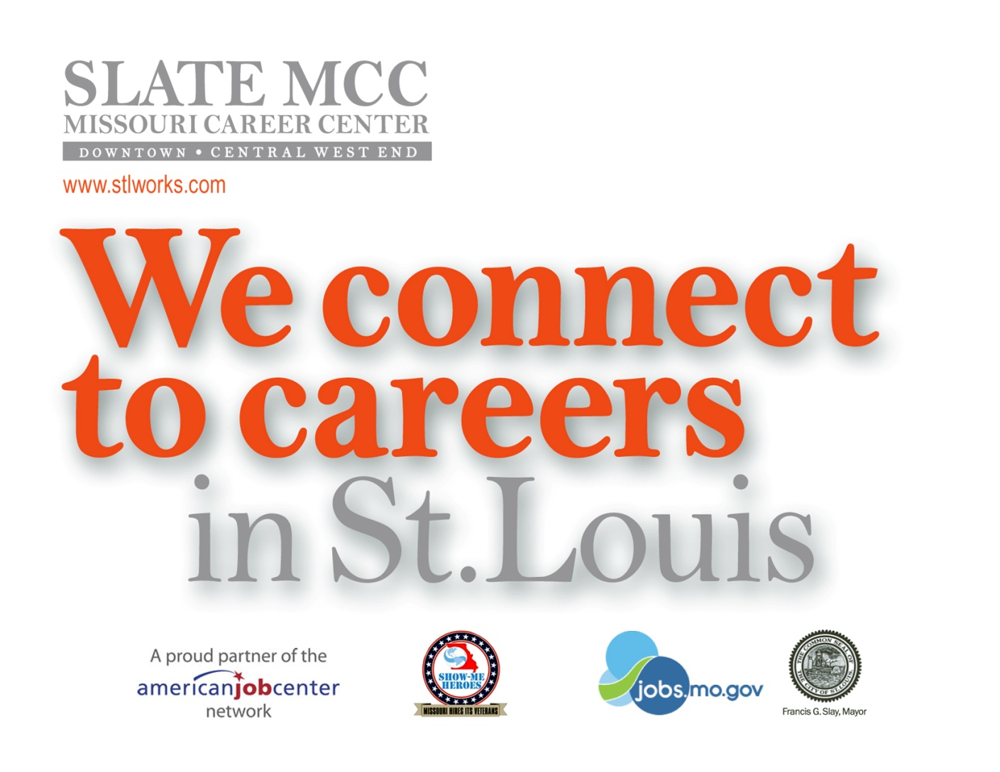 SLATE MCC
MISSOURI CAREER CENTER
DOWNTOWN • CENTRAL WEST END
www.stlworks.com
We connect
to careers
in St. Louis
A proud partner of the
americanjobcenter
network
SHOW-ME
HEROES
MISSOURI HIRES ITS VETERANS
jobs.mo.gov
THE COMMON SEAL OF
THE CITY OF ST. LOUIS
Francis G. Slay, Mayor